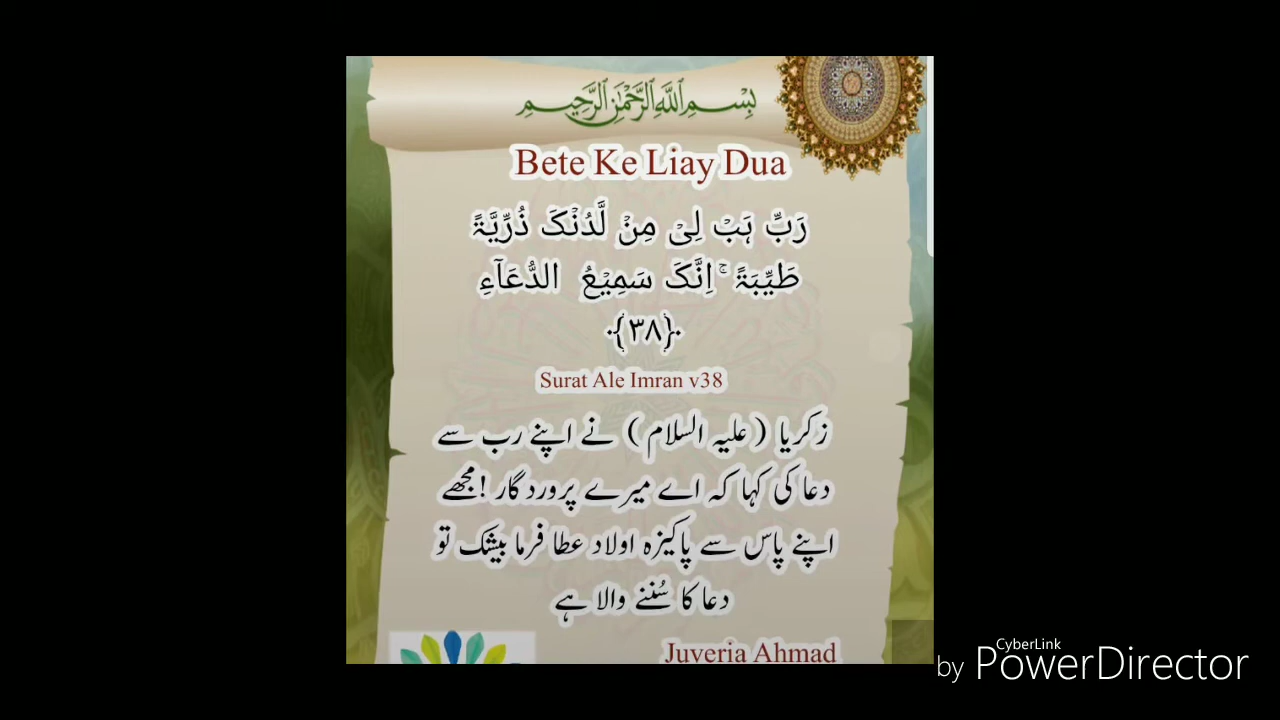 بِسْمِ اللَّهِ الرَّحْمَٰنِ الرَّحِيمِ
Bete Ke Liay Dua
رَبِّ ہَبۡ لِیۡ مِنۡ لَّدُنۡکَ ذُرِّیَّۃً
طَیِّبَۃً ۚ اِنَّکَ سَمِیۡعُ الدُّعَآءِ
﴿۳۸﴾
Surat Ale Imran v38
زکریا (علیہ السلام) نے اپنے رب سے
دعا کی کہا کہ اے میرے پروردگار! مجھے
اپنے پاس سے پاکیزہ اولاد عطا فرما بیشک تو
دعا کا سُننے والا ہے
Juveria Ahmad
CyberLink
by PowerDirector